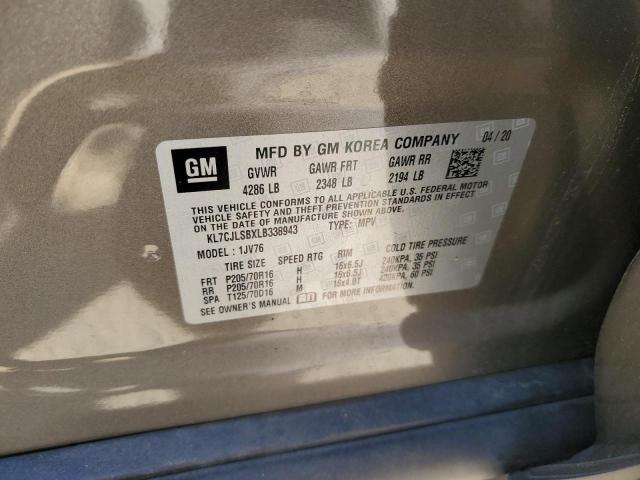 GM
MFD BY GM KOREA COMPANY 04/20
GVWR GAWR FRT GAWR RR
4286 LB 2348 LB 2194 LB
THIS VEHICLE CONFORMS TO ALL APPLICABLE U.S. FEDERAL MOTOR
VEHICLE SAFETY AND THEFT PREVENTION STANDARDS IN EFFECT
ON THE DATE OF MANUFACTURE SHOWN ABOVE.
KL7CJLSBXLB338943 TYPE: MPV
MODEL: 1JV76
TIRE SIZE SPEED RTG RIM COLD TIRE PRESSURE
FRT P205/70R16 H 16x6.5J 240KPA, 35 PSI
RR P205/70R16 H 16x6.5J 240KPA, 35 PSI
SPA T125/70D16 M 16x4.0T 420KPA, 60 PSI
SEE OWNER'S MANUAL FOR MORE INFORMATION.